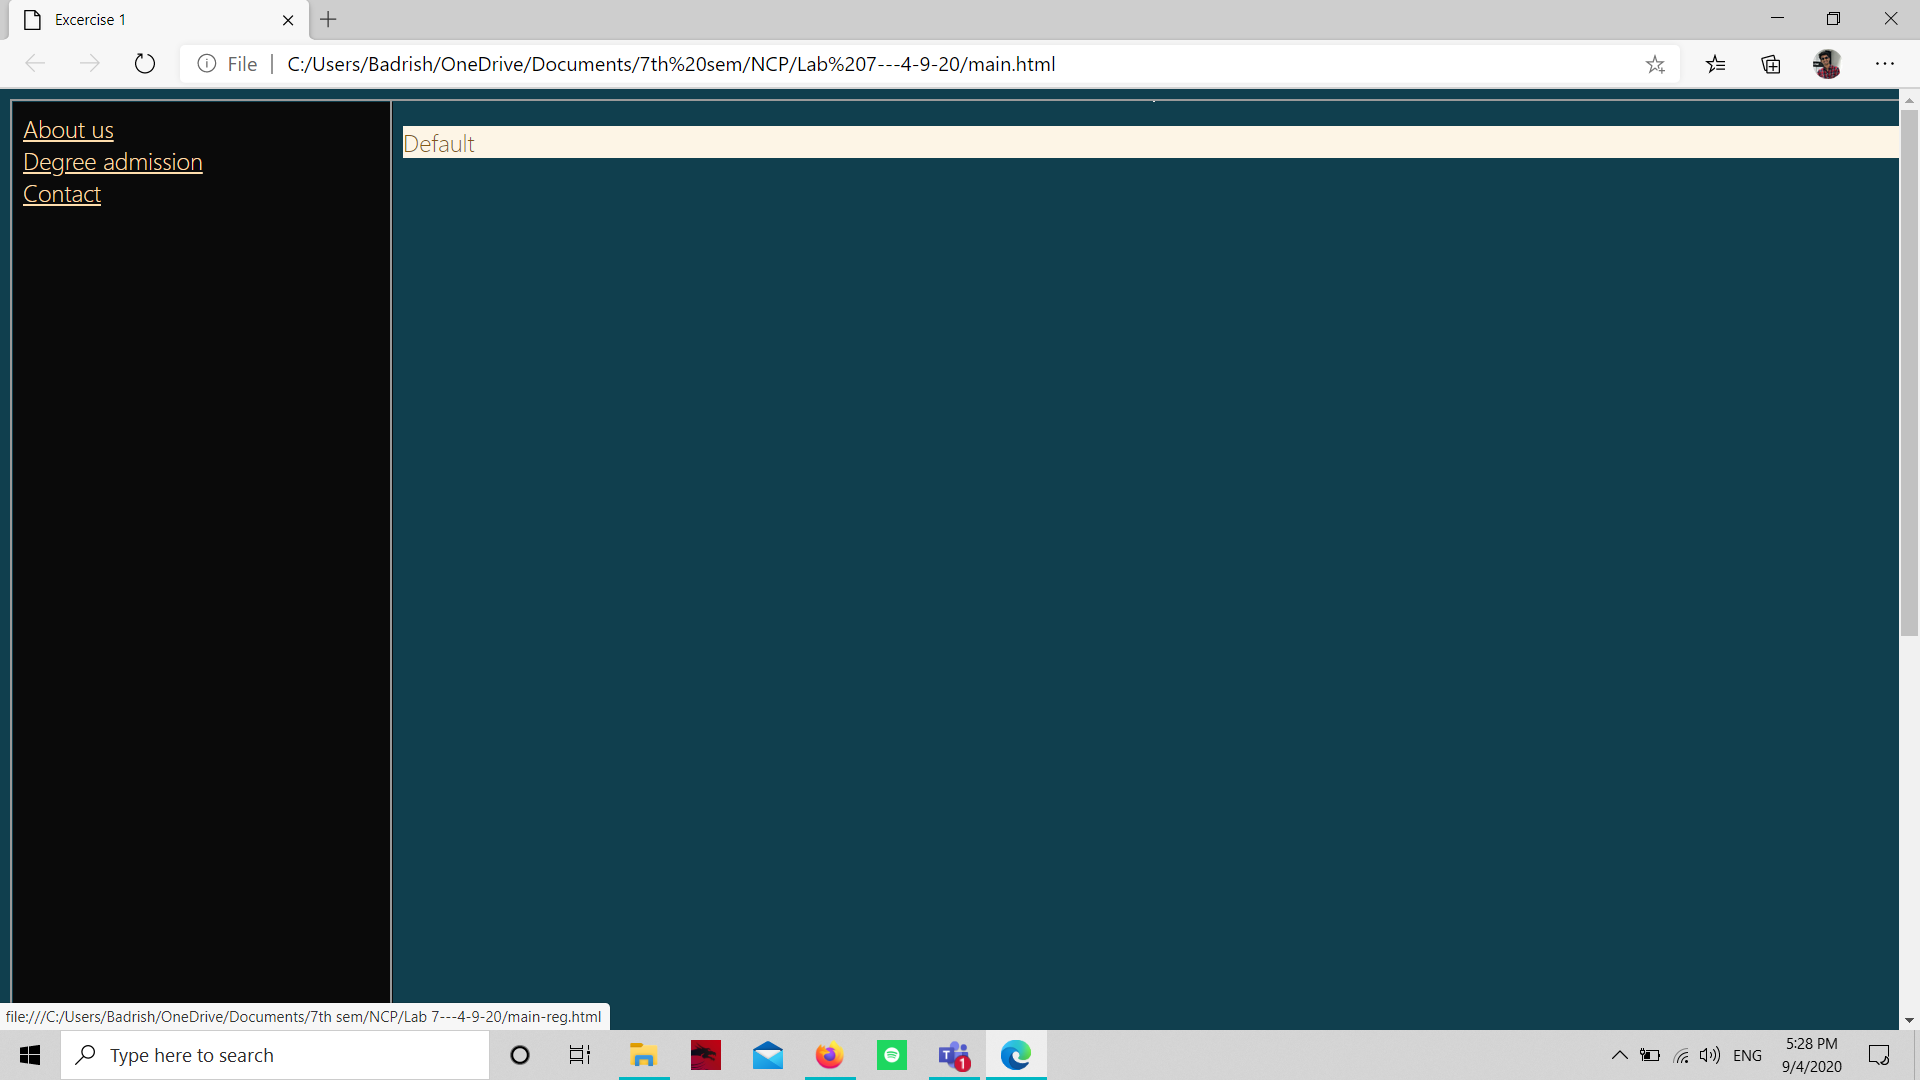 Excercise 1
File
C:/Users/Badrish/OneDrive/Documents/7th%20sem/NCP/Lab%207---4-9-20/main.html
About us
Degree admission
Contact
Default
file:///C:/Users/Badrish/OneDrive/Documents/7th sem/NCP/Lab 7---4-9-20/main-reg.html
Type here to search
T
1
ENG
5:28 PM
9/4/2020